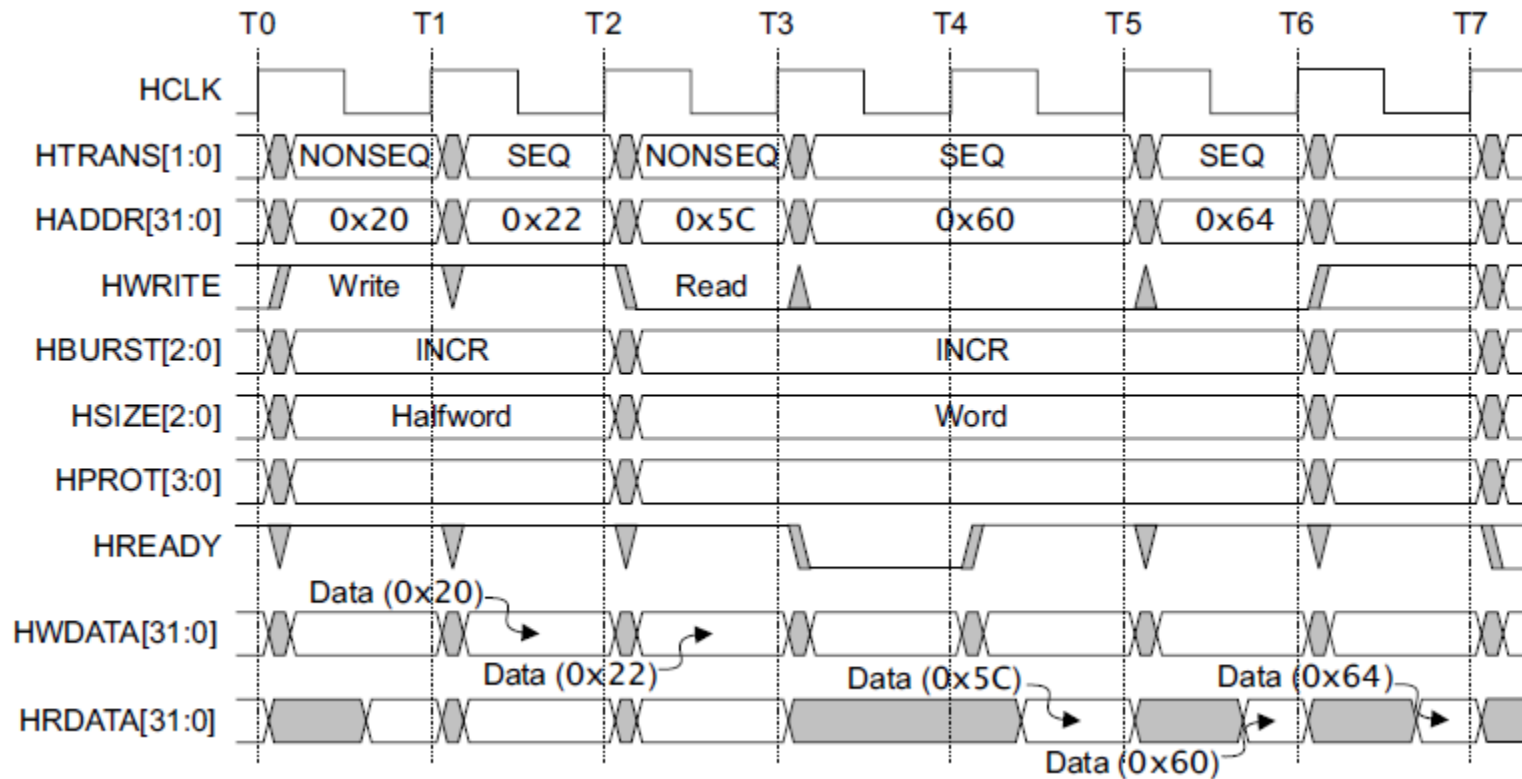 T0 T1 T2 T3 T4 T5 T6 T7
HCLK
HTRANS[1:0] NONSEQ SEQ NONSEQ SEQ SEQ
HADDR[31:0] 0x20 0x22 0x5C 0x60 0x64
HWRITE Write Read
HBURST[2:0] INCR INCR
HSIZE[2:0] Halfword Word
HPROT[3:0]
HREADY
Data (0x20)
HWDATA[31:0]
Data (0x22) Data (0x5C) Data (0x64)
HRDATA[31:0]
Data (0x60)